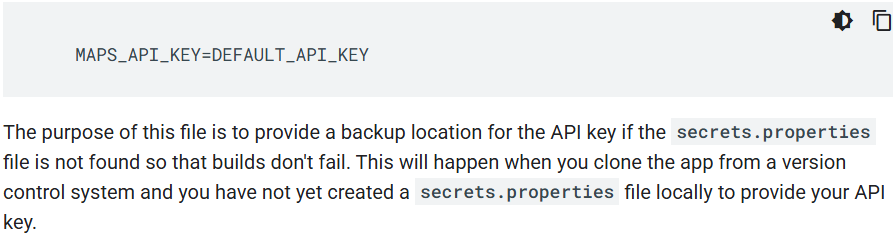 MAPS_API_KEY=DEFAULT_API_KEY
The purpose of this file is to provide a backup location for the API key if the secrets.properties
file is not found so that builds don't fail. This will happen when you clone the app from a version
control system and you have not yet created a secrets.properties file locally to provide your API
key.